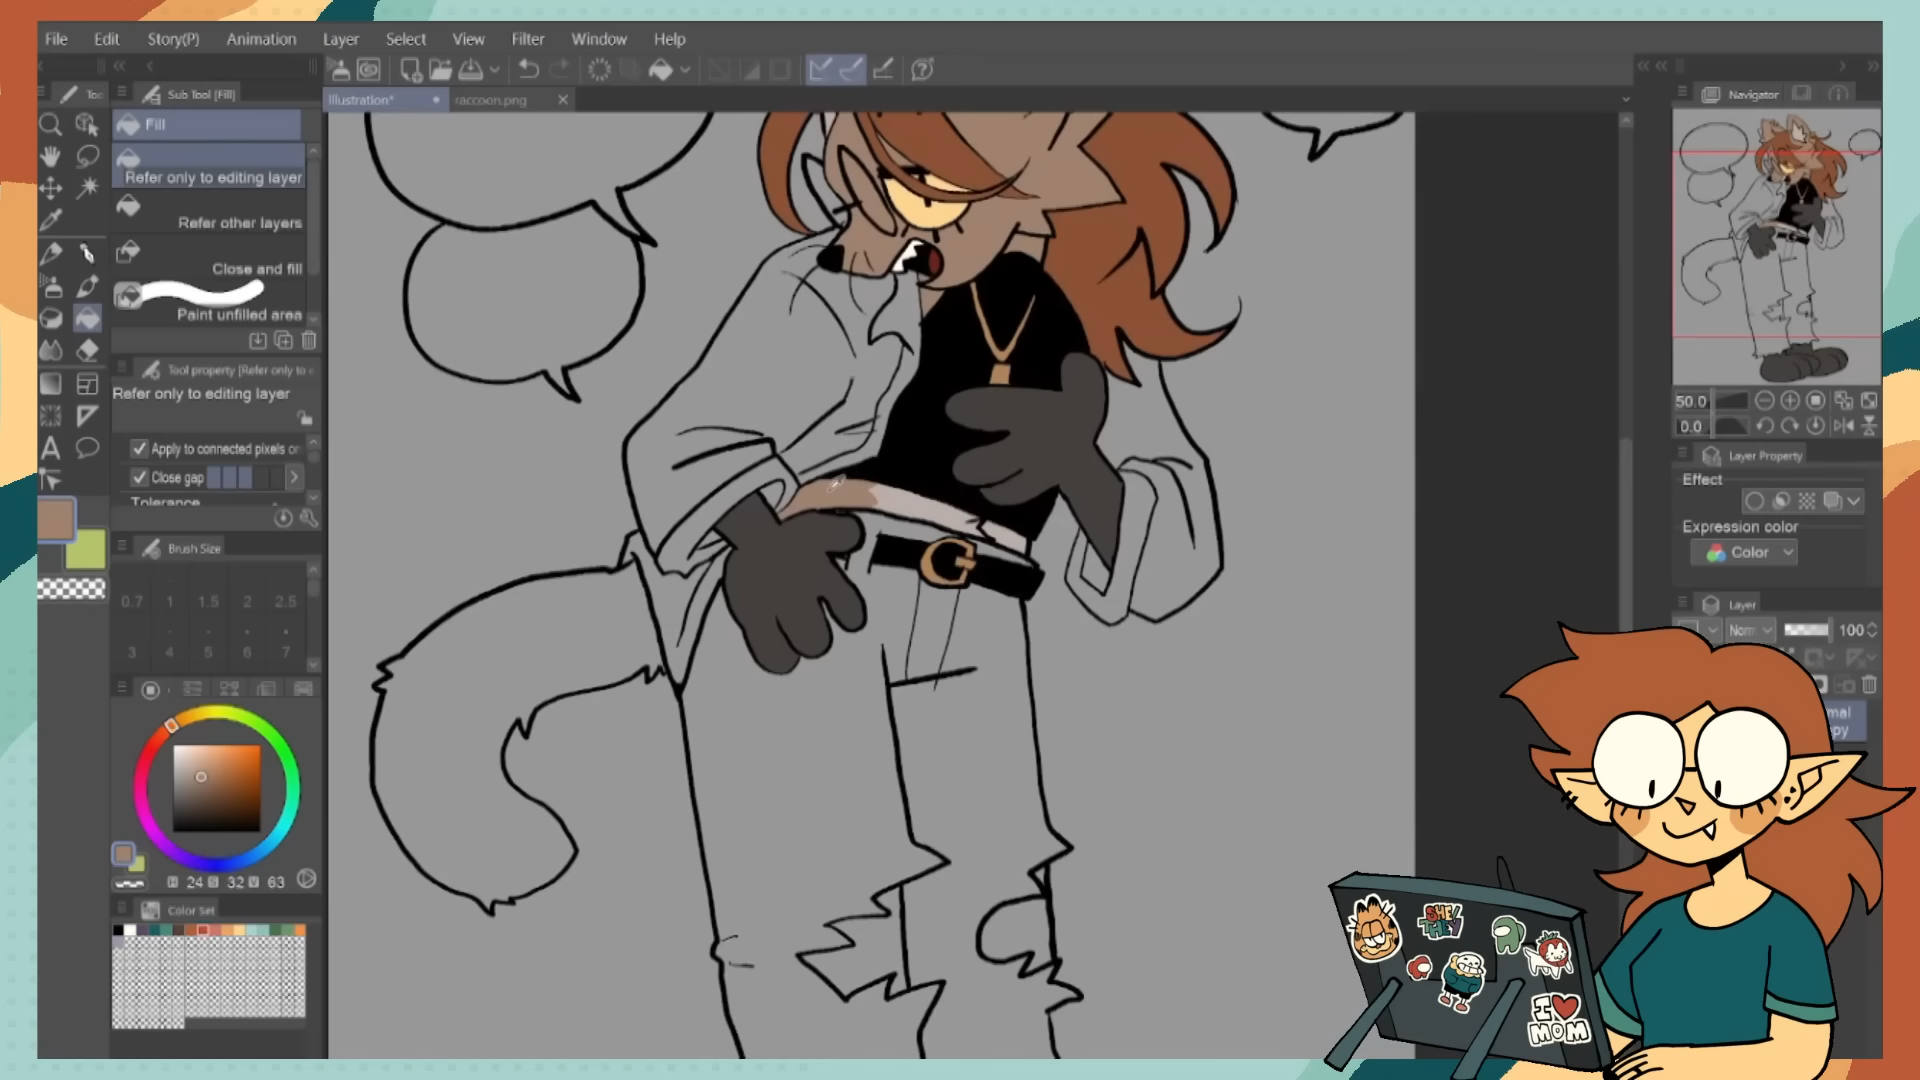 File Edit Story(P) Animation Layer Select View Filter Window Help
Sub Tool [Fill]
Illustration*
raccoon.png
Navigator
Fill
Refer only to editing layer
Refer other layers
Close and fill
Paint unfilled area
Tool property [Refer only to e
Refer only to editing layer
Apply to connected pixels on
Close gap
Tolerance
Brush Size
0.7 1 1.5 2 2.5
3 4 5 6 7
24 32 63
Color Set
50.0
0.0
Layer Property
Effect
Expression color
Color
Layer
Norm
100
SHE/
THEY
I
MOM